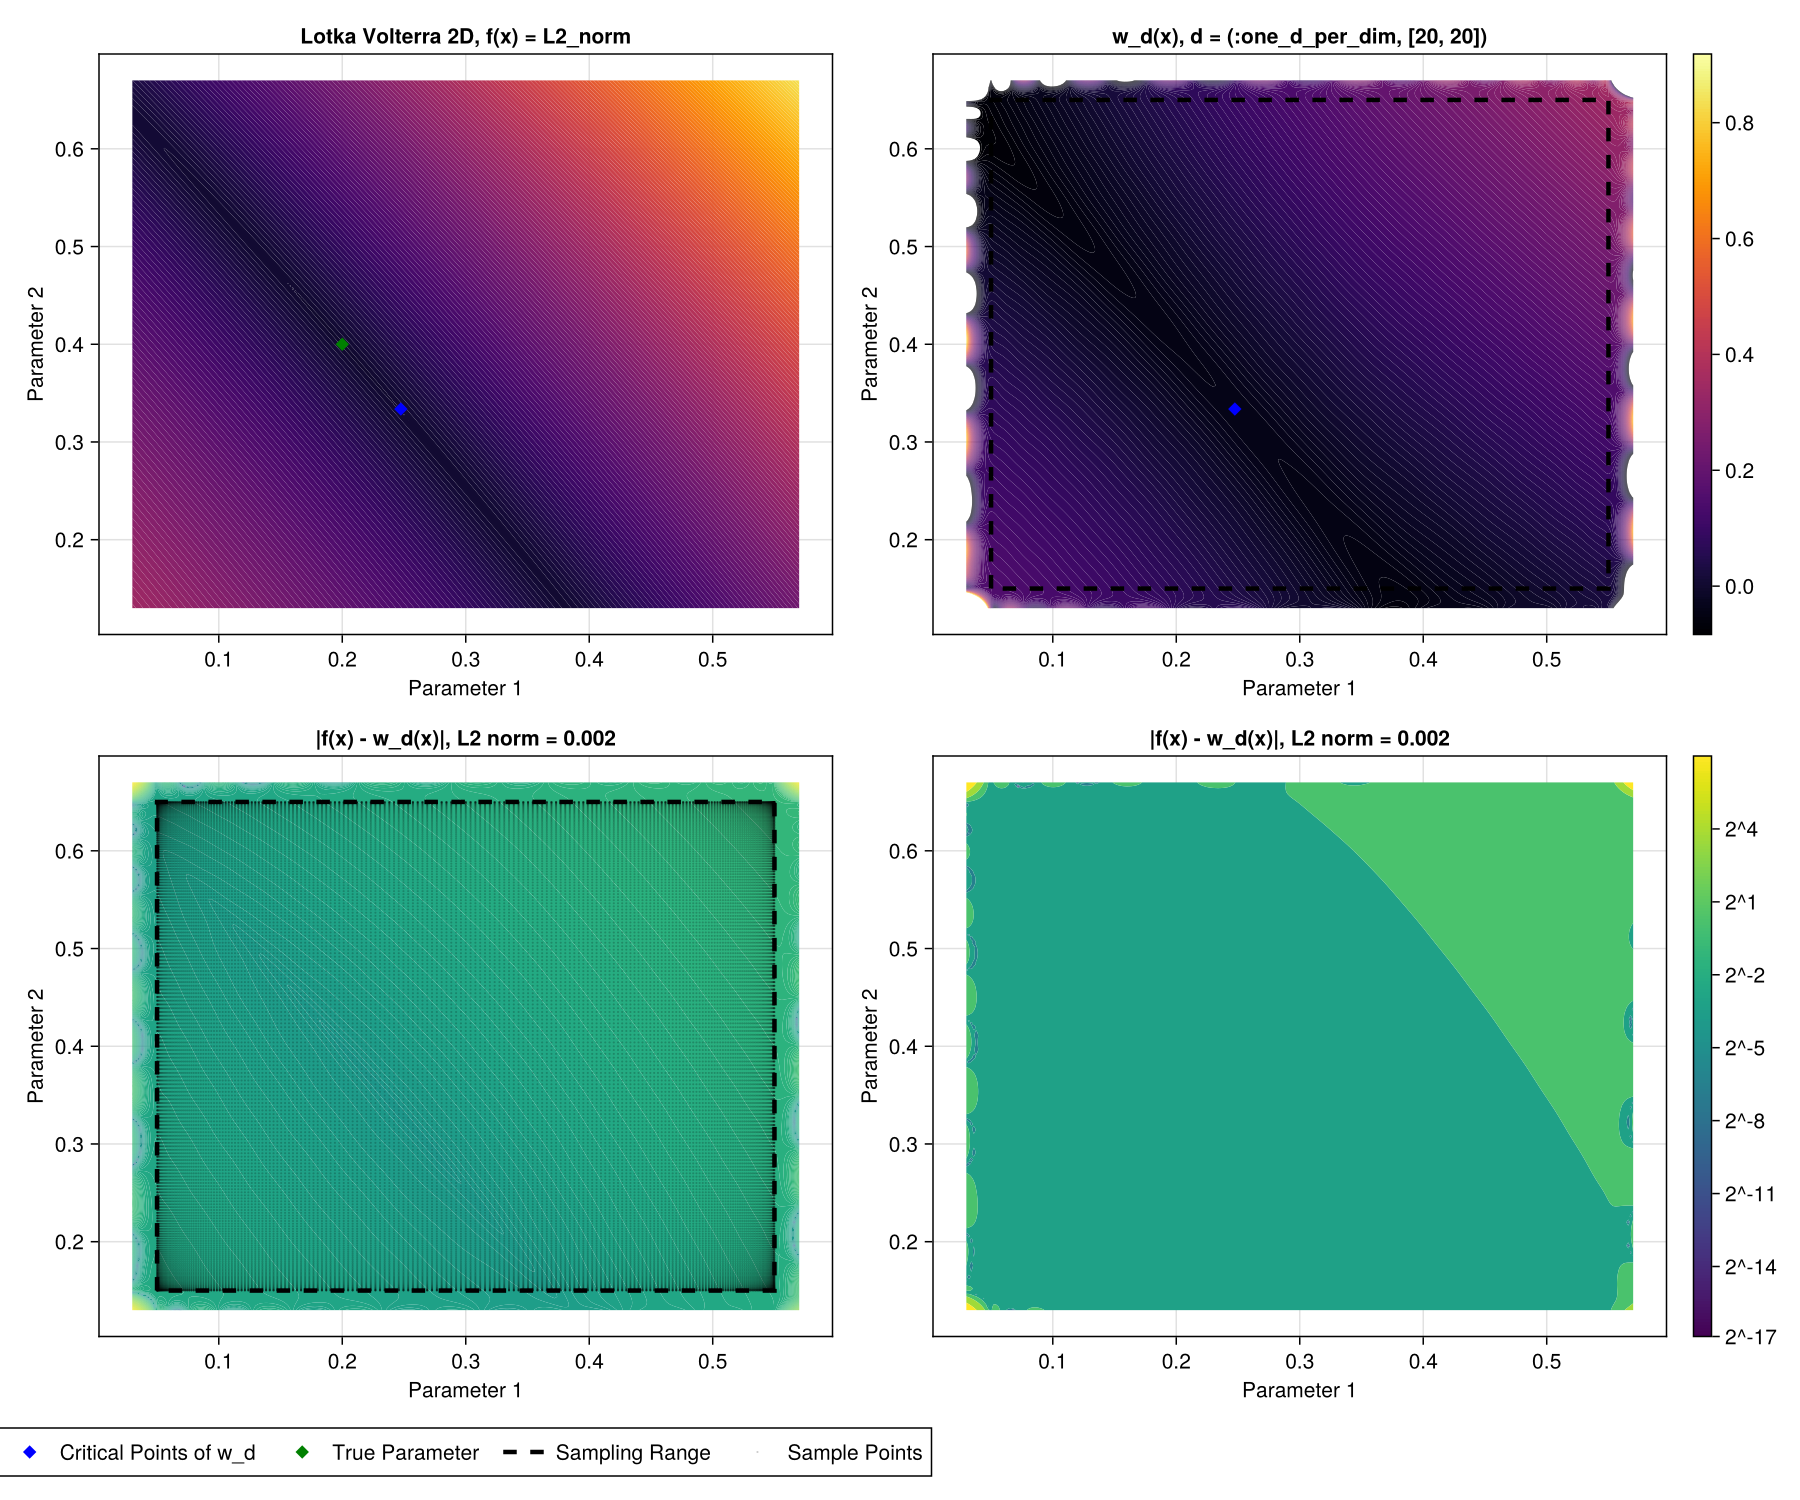 Lotka Volterra 2D, f(x) = L2_norm
Parameter 2
0.6
0.5
0.4
0.3
0.2
0.1 0.2 0.3 0.4 0.5
Parameter 1
w_d(x), d = (:one_d_per_dim, [20, 20])
Parameter 2
0.6
0.5
0.4
0.3
0.2
0.1 0.2 0.3 0.4 0.5
Parameter 1
0.8
0.6
0.4
0.2
0.0
|f(x) - w_d(x)|, L2 norm = 0.002
Parameter 2
0.6
0.5
0.4
0.3
0.2
0.1 0.2 0.3 0.4 0.5
Parameter 1
|f(x) - w_d(x)|, L2 norm = 0.002
Parameter 2
0.6
0.5
0.4
0.3
0.2
0.1 0.2 0.3 0.4 0.5
Parameter 1
2^4
2^1
2^-2
2^-5
2^-8
2^-11
2^-14
2^-17
Critical Points of w_d True Parameter Sampling Range Sample Points